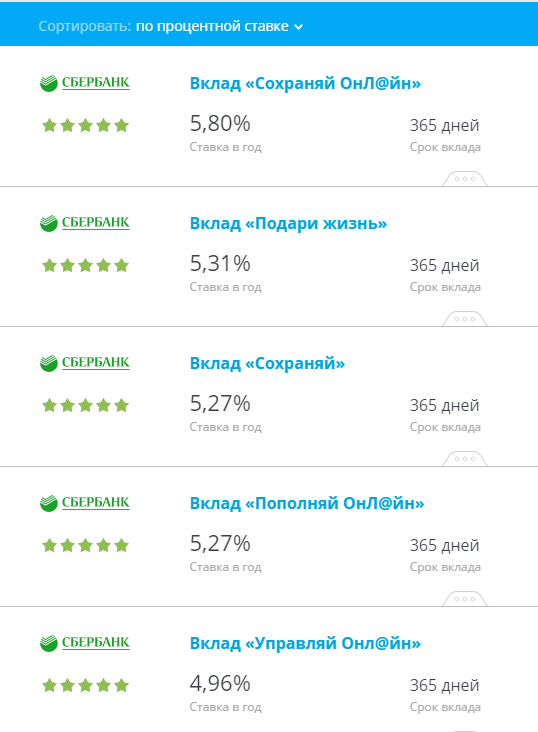 Сортировать: по процентной ставке
СБЕРБАНК
Вклад «Сохраняй ОнЛ@йн»
5,80%
365 дней
Ставка в год
Срок вклада
СБЕРБАНК
Вклад «Подари жизнь»
5,31%
365 дней
Ставка в год
Срок вклада
СБЕРБАНК
Вклад «Сохраняй»
5,27%
365 дней
Ставка в год
Срок вклада
СБЕРБАНК
Вклад «Пополняй ОнЛ@йн»
5,27%
365 дней
Ставка в год
Срок вклада
СБЕРБАНК
Вклад «Управляй Онл@йн»
4,96%
365 дней
Ставка в год
Срок вклада